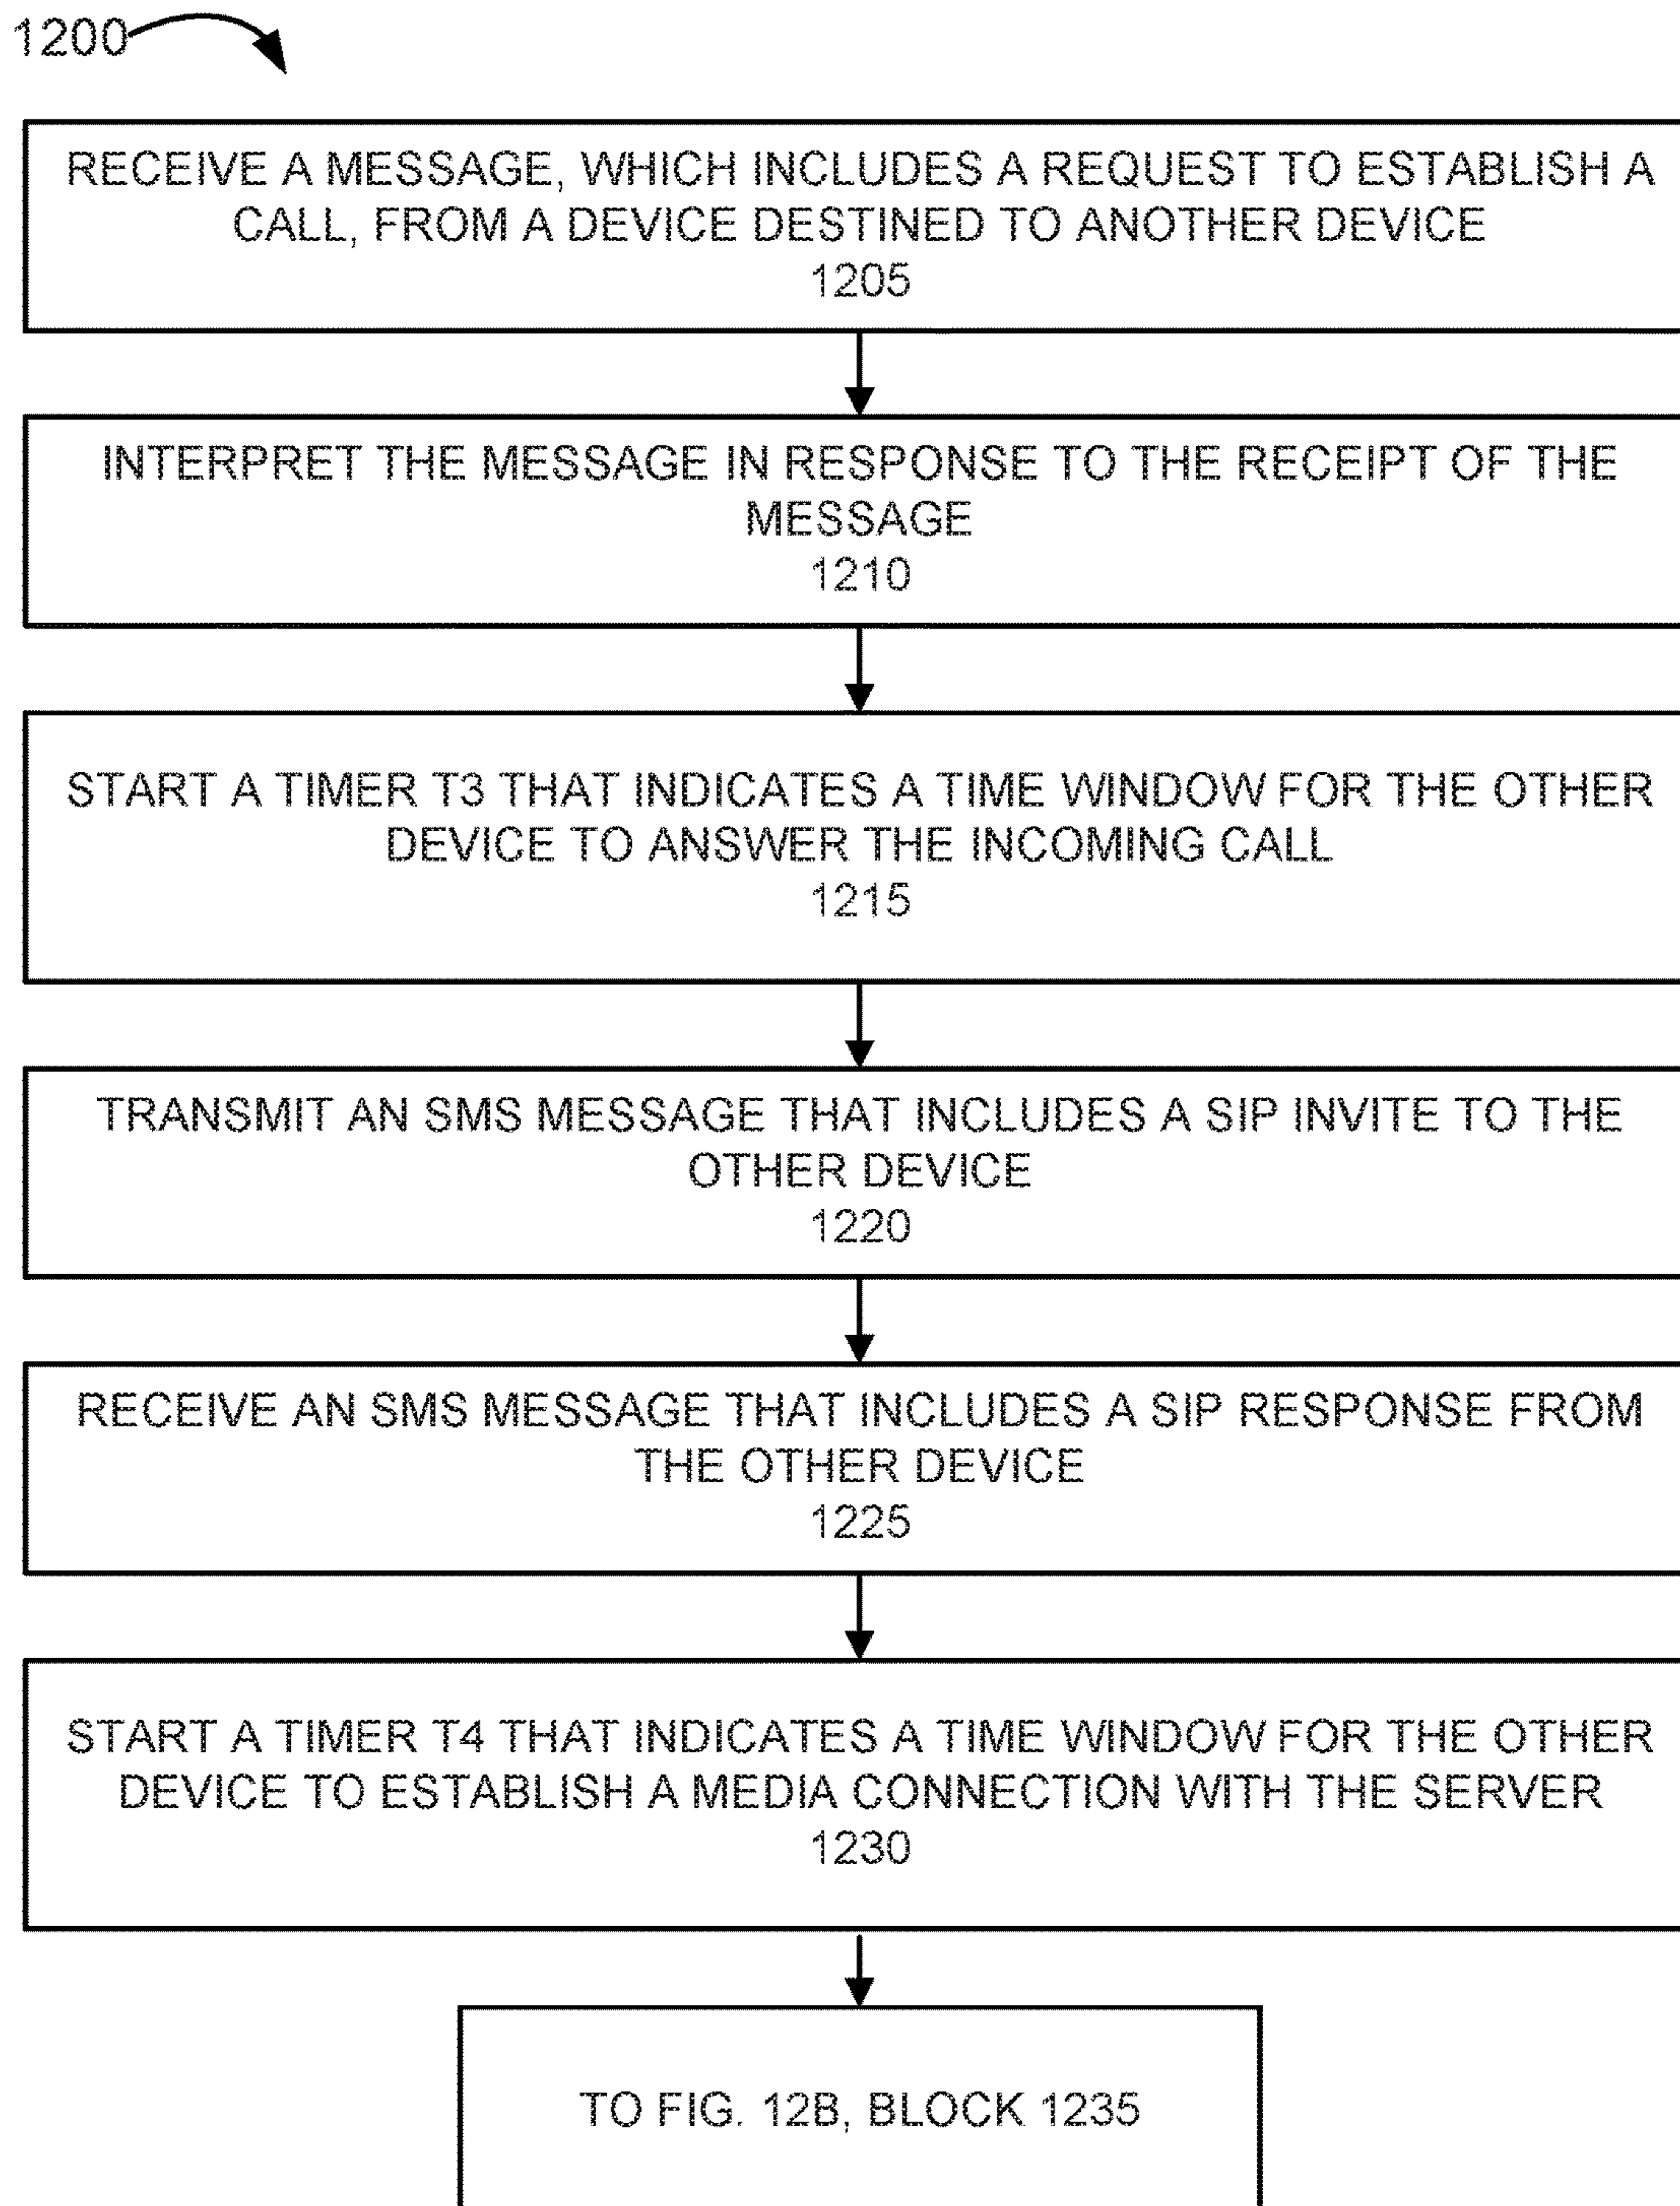 1200
RECEIVE A MESSAGE, WHICH INCLUDES A REQUEST TO ESTABLISH A
CALL, FROM A DEVICE DESTINED TO ANOTHER DEVICE
1205
INTERPRET THE MESSAGE IN RESPONSE TO THE RECEIPT OF THE
MESSAGE
1210
START A TIMER T3 THAT INDICATES A TIME WINDOW FOR THE OTHER
DEVICE TO ANSWER THE INCOMING CALL
1215
TRANSMIT AN SMS MESSAGE THAT INCLUDES A SIP INVITE TO THE
OTHER DEVICE
1220
RECEIVE AN SMS MESSAGE THAT INCLUDES A SIP RESPONSE FROM
THE OTHER DEVICE
1225
START A TIMER T4 THAT INDICATES A TIME WINDOW FOR THE OTHER
DEVICE TO ESTABLISH A MEDIA CONNECTION WITH THE SERVER
1230
TO FIG. 12B, BLOCK 1235